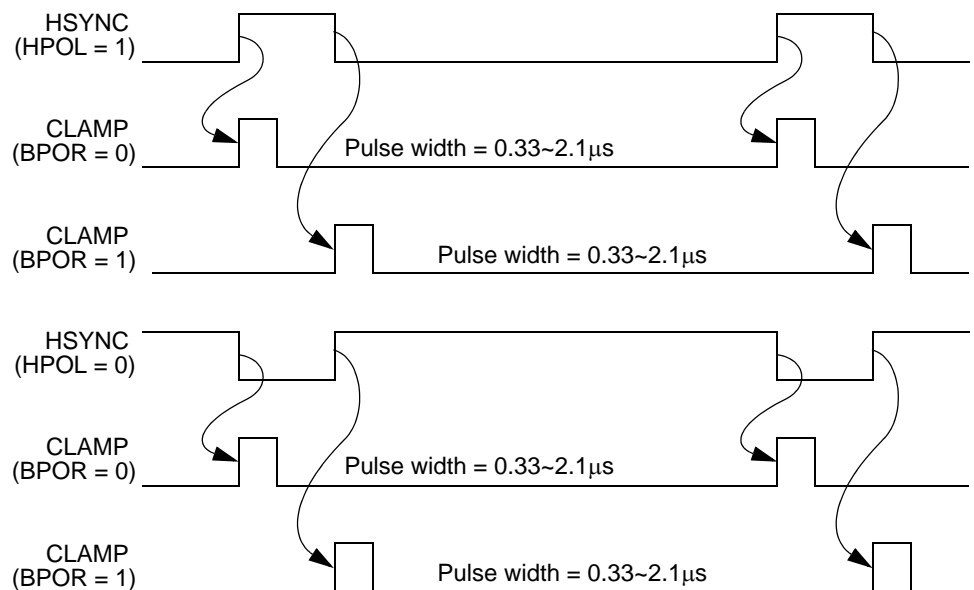 HSYNC
(HPOL = 1)
CLAMP
(BPOR = 0)
Pulse width = 0.33~2.1μs
CLAMP
(BPOR = 1)
Pulse width = 0.33~2.1μs
HSYNC
(HPOL = 0)
CLAMP
(BPOR = 0)
Pulse width = 0.33~2.1μs
CLAMP
(BPOR = 1)
Pulse width = 0.33~2.1μs